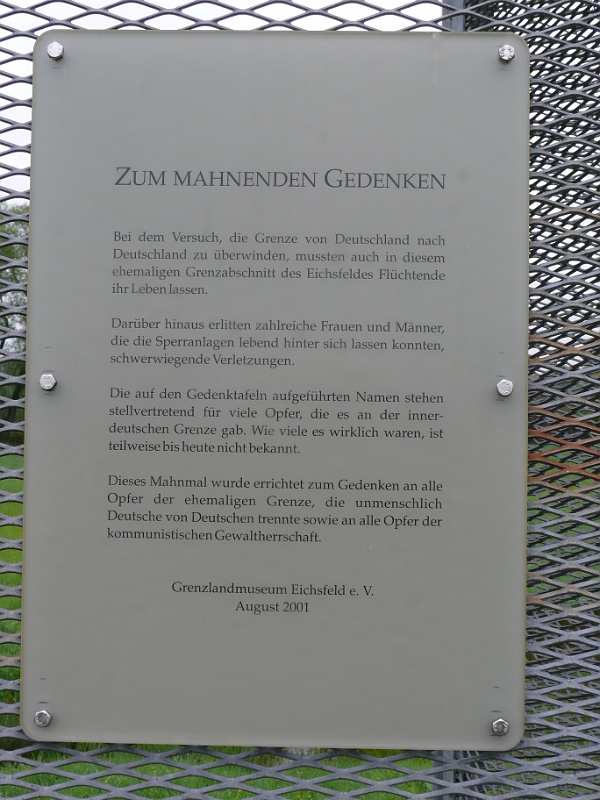 ZUM MAHNENDEN GEDENKEN
Bei dem Versuch, die Grenze von Deutschland nach
Deutschland zu überwinden, mussten auch in diesem
ehemaligen Grenzabschnitt des Eichsfeldes Flüchtende
ihr Leben lassen.
Darüber hinaus erlitten zahlreiche Frauen und Männer,
die die Sperranlagen lebend hinter sich lassen konnten,
schwerwiegende Verletzungen.
Die auf den Gedenktafeln aufgeführten Namen stehen
stellvertretend für viele Opfer, die es an der inner-
deutschen Grenze gab. Wie viele es wirklich waren, ist
teilweise bis heute nicht bekannt.
Dieses Mahnmal wurde errichtet zum Gedenken an alle
Opfer der ehemaligen Grenze, die unmenschlich
Deutsche von Deutschen trennte sowie an alle Opfer der
kommunistischen Gewaltherrschaft.
Grenzlandmuseum Eichsfeld e. V.
August 2001